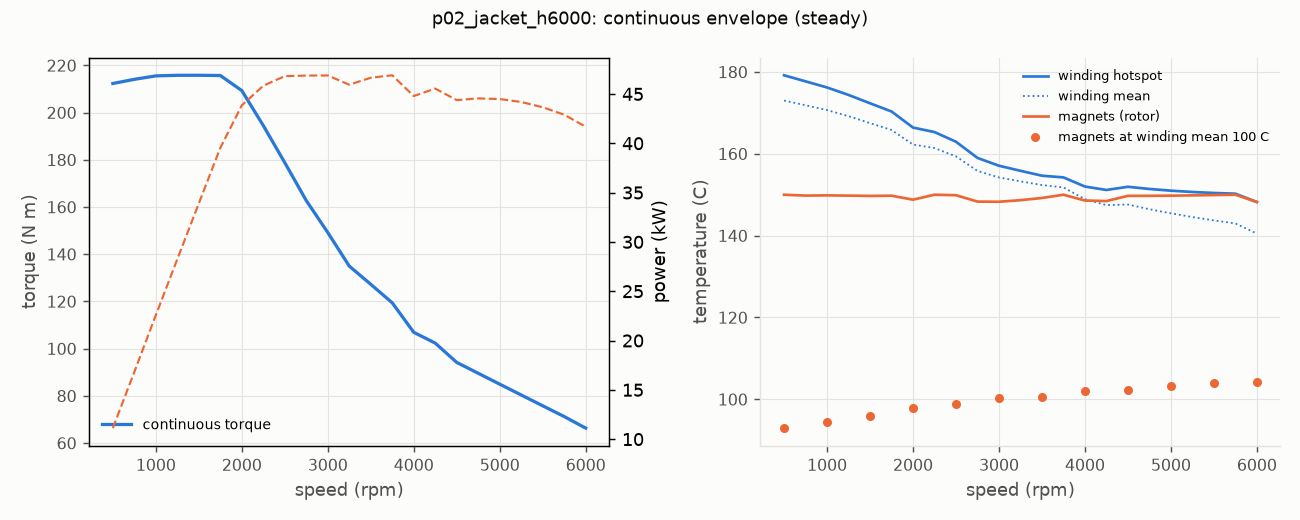 p02_jacket_h6000: continuous envelope (steady)
220
200
180
160
140
120
100
80
60
torque (N m)
continuous torque
1000 2000 3000 4000 5000 6000
speed (rpm)
45
40
35
30
25
20
15
10
power (kW)
180
160
140
120
100
temperature (C)
winding hotspot
winding mean
magnets (rotor)
magnets at winding mean 100 C
1000 2000 3000 4000 5000 6000
speed (rpm)